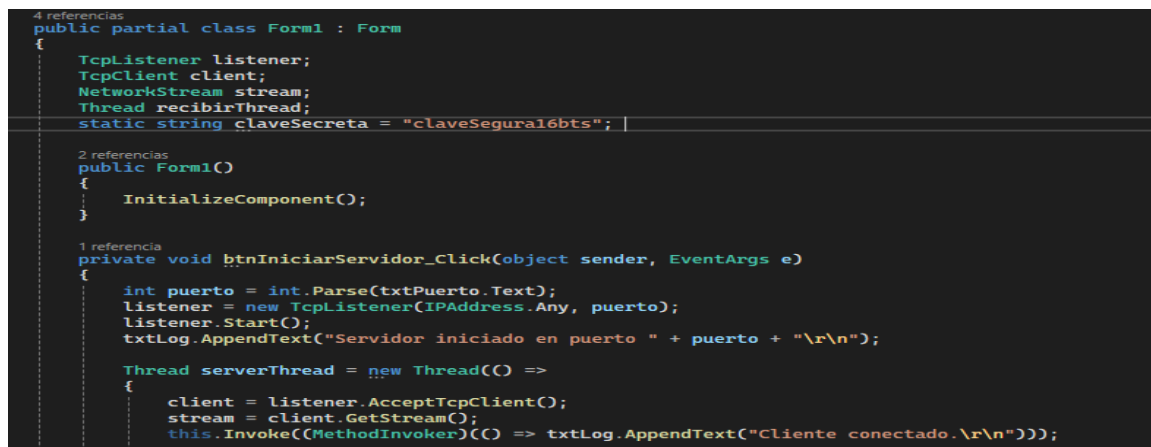 4 referencias
public partial class Form1 : Form
{
TcpListener listener;
TcpClient client;
NetworkStream stream;
Thread recibirThread;
static string claveSecreta = "claveSegura16bts";
2 referencias
public Form1()
{
InitializeComponent();
}
1 referencia
private void btnIniciarServidor_Click(object sender, EventArgs e)
{
int puerto = int.Parse(txtPuerto.Text);
listener = new TcpListener(IPAddress.Any, puerto);
listener.Start();
txtLog.AppendText("Servidor iniciado en puerto " + puerto + "\r\n");
Thread serverThread = new Thread(() =>
{
client = listener.AcceptTcpClient();
stream = client.GetStream();
this.Invoke((MethodInvoker)(() => txtLog.AppendText("Cliente conectado.\r\n")));